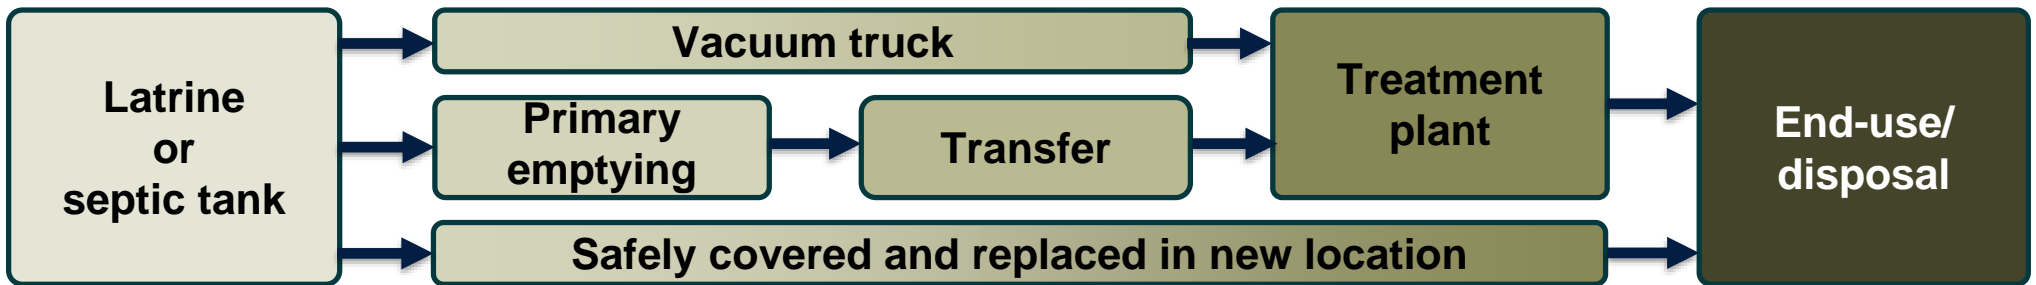 Latrine
or
septic tank
Vacuum truck
Primary
emptying
Transfer
Safely covered and replaced in new location
Treatment
plant
End-use/
disposal